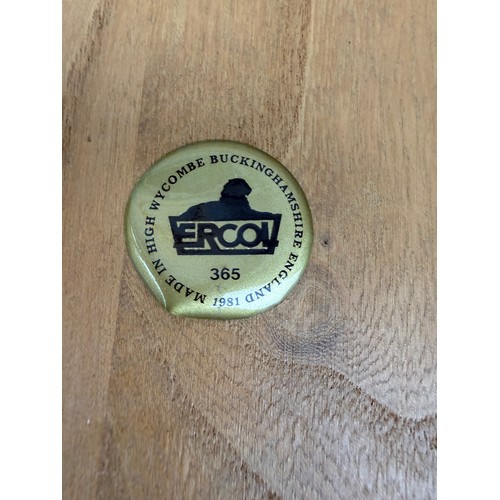 MADE IN HIGH WYCOMBE BUCKINGHAMSHIRE ENGLAND
ERCOL
365
1981